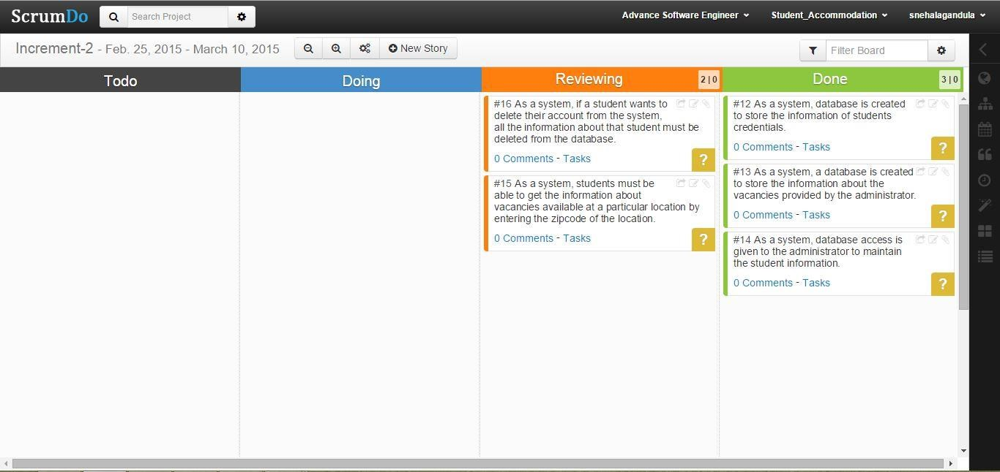 ScrumDo Search Project Advance Software Engineer Student_Accommodation snehalagandula
Increment-2 - Feb. 25, 2015 - March 10, 2015 New Story Filter Board
Todo
Doing
Reviewing 2|0
#16 As a system, if a student wants to
delete their account from the system,
all the information about that student must be
deleted from the database.
0 Comments - Tasks
?
#15 As a system, students must be
able to get the information about
vacancies available at a particular location by
entering the zipcode of the location.
0 Comments - Tasks
?
Done 3|0
#12 As a system, database is created
to store the information of students
credentials.
0 Comments - Tasks
?
#13 As a system, a database is created
to store the information about the
vacancies provided by the administrator.
0 Comments - Tasks
?
#14 As a system, database access is
given to the administrator to maintain
the student information.
0 Comments - Tasks
?